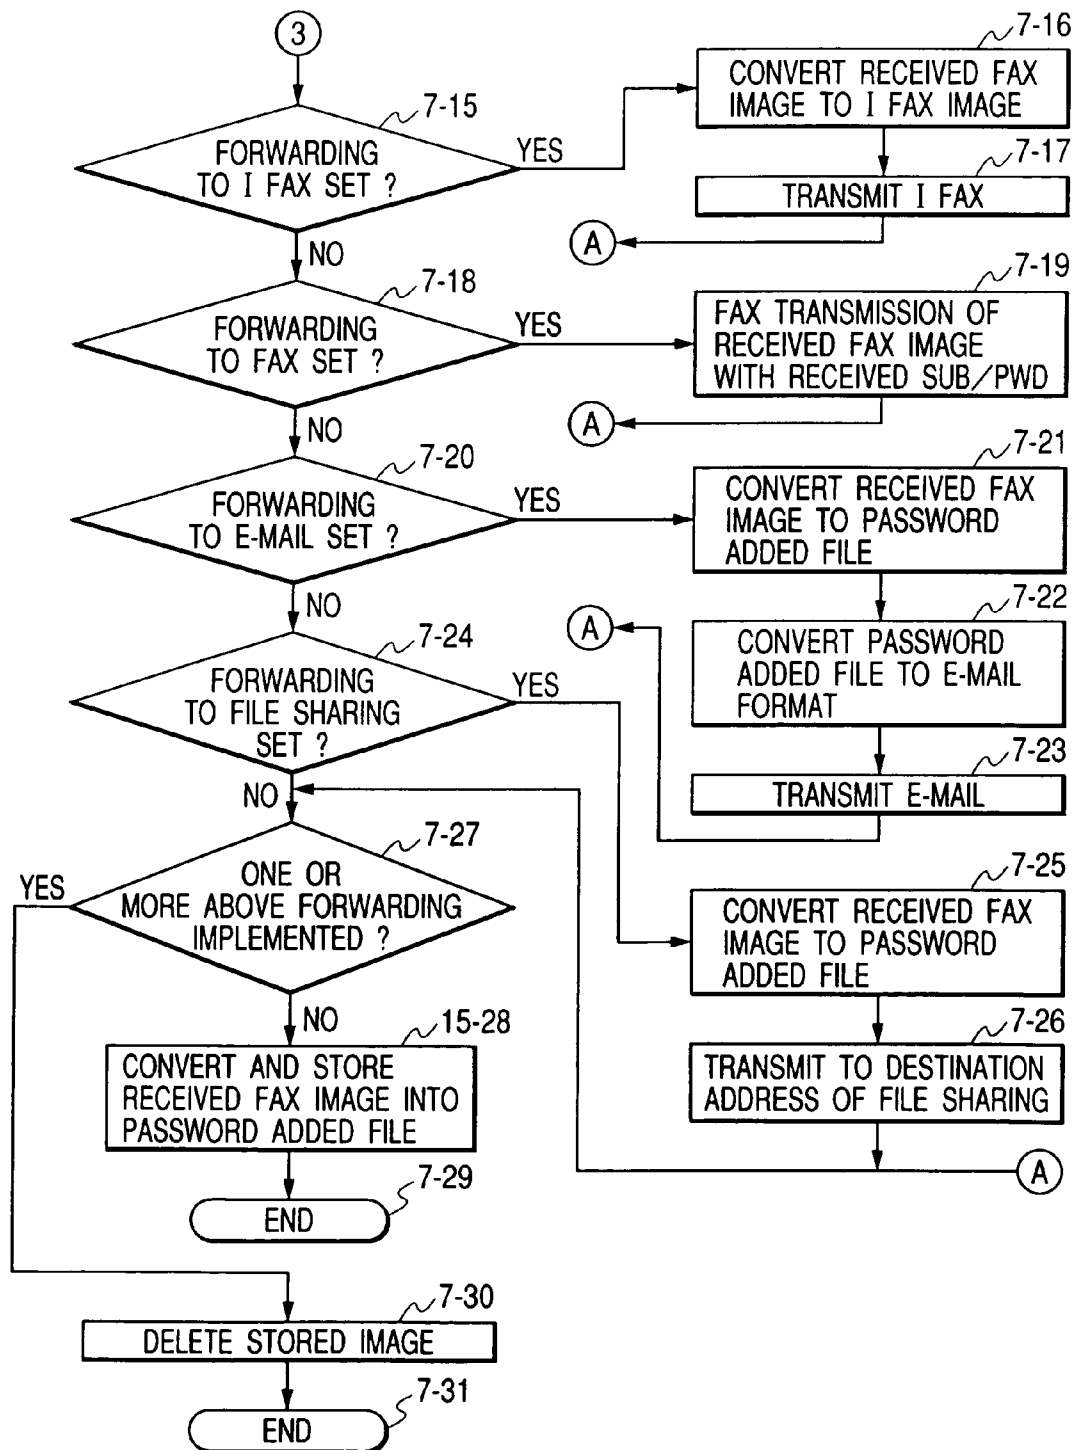 3
7-15
FORWARDING
TO I FAX SET ?
YES
NO
7-16
CONVERT RECEIVED FAX
IMAGE TO I FAX IMAGE
7-17
TRANSMIT I FAX
A
7-18
FORWARDING
TO FAX SET ?
YES
NO
7-19
FAX TRANSMISSION OF
RECEIVED FAX IMAGE
WITH RECEIVED SUB/PWD
A
7-20
FORWARDING
TO E-MAIL SET ?
YES
NO
7-21
CONVERT RECEIVED FAX
IMAGE TO PASSWORD
ADDED FILE
7-22
CONVERT PASSWORD
ADDED FILE TO E-MAIL
FORMAT
7-23
TRANSMIT E-MAIL
A
7-24
FORWARDING
TO FILE SHARING
SET ?
YES
NO
7-25
CONVERT RECEIVED FAX
IMAGE TO PASSWORD
ADDED FILE
7-26
TRANSMIT TO DESTINATION
ADDRESS OF FILE SHARING
A
7-27
ONE OR
MORE ABOVE FORWARDING
IMPLEMENTED ?
YES
NO
15-28
CONVERT AND STORE
RECEIVED FAX IMAGE INTO
PASSWORD ADDED FILE
7-29
END
7-30
DELETE STORED IMAGE
7-31
END